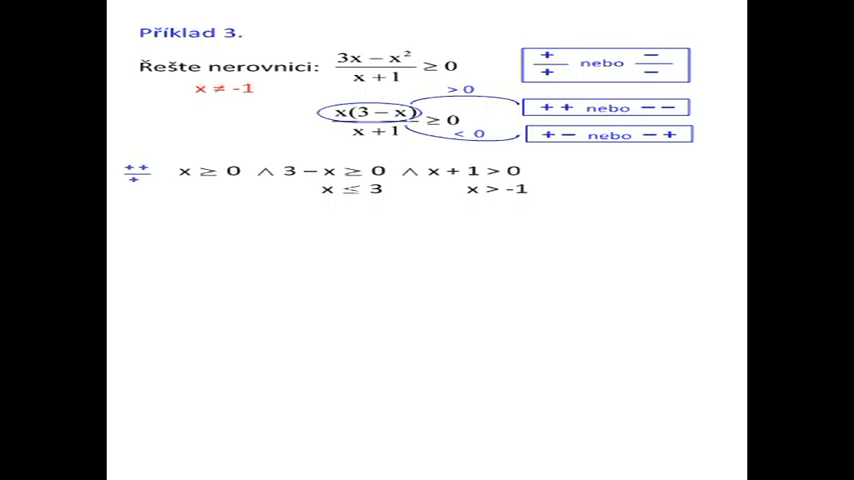 Příklad 3.
Řešte nerovnici: 3x − x² / x + 1 ≥ 0
+ / + nebo − / −
x ≠ -1
> 0
x(3 − x) / x + 1 ≥ 0
+ + nebo − −
< 0
+ − nebo − +
+ + / + x ≥ 0 ∧ 3 − x ≥ 0 ∧ x + 1 > 0
x ≤ 3 x > -1